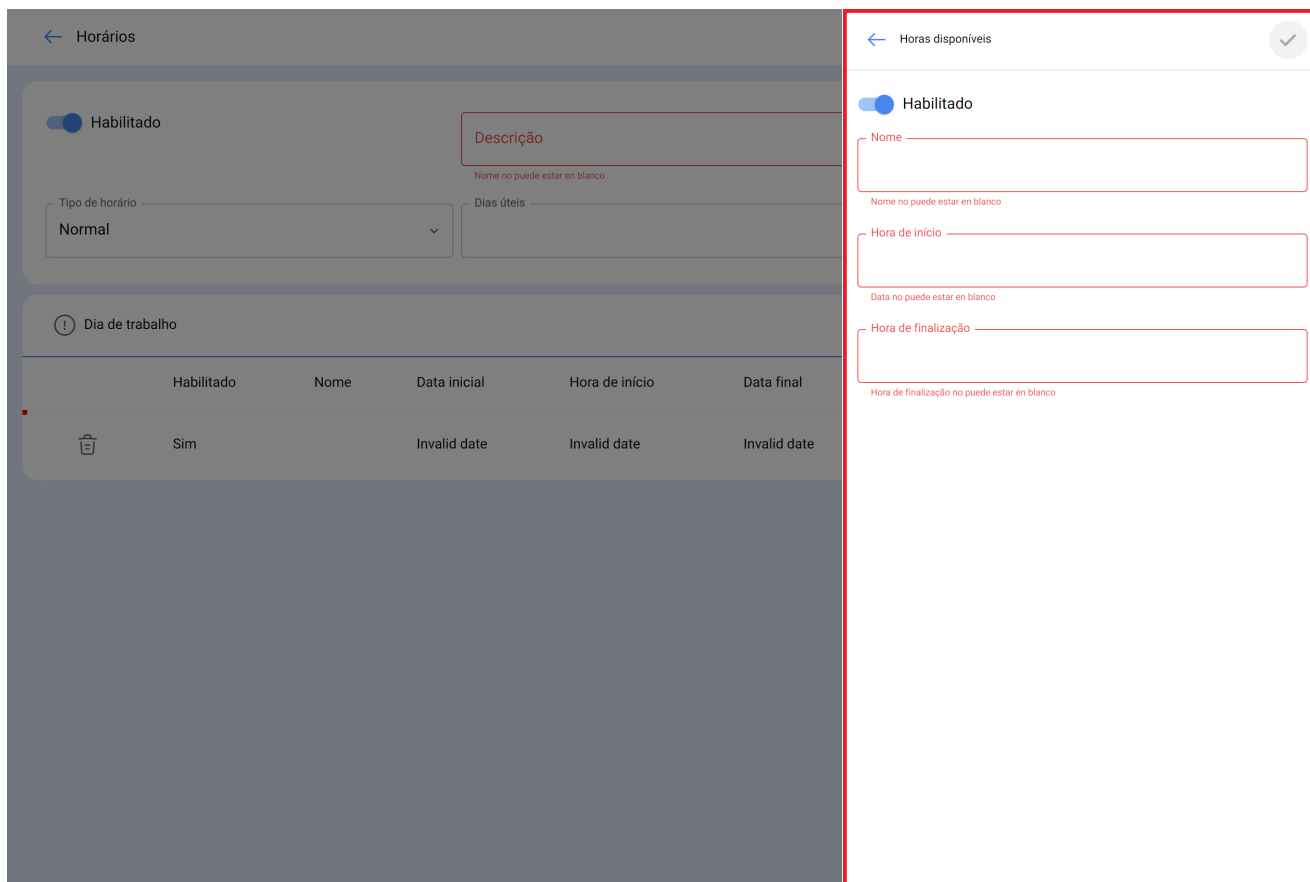 Horários
Habilitado
Descrição
Nome no puede estar en blanco
Tipo de horário
Normal
Dias úteis
Dia de trabalho
Habilitado Nome Data inicial Hora de início Data final
Sim Invalid date Invalid date Invalid date
Horas disponíveis
Habilitado
Nome
Nome no puede estar en blanco
Hora de início
Data no puede estar en blanco
Hora de finalização
Hora de finalização no puede estar en blanco